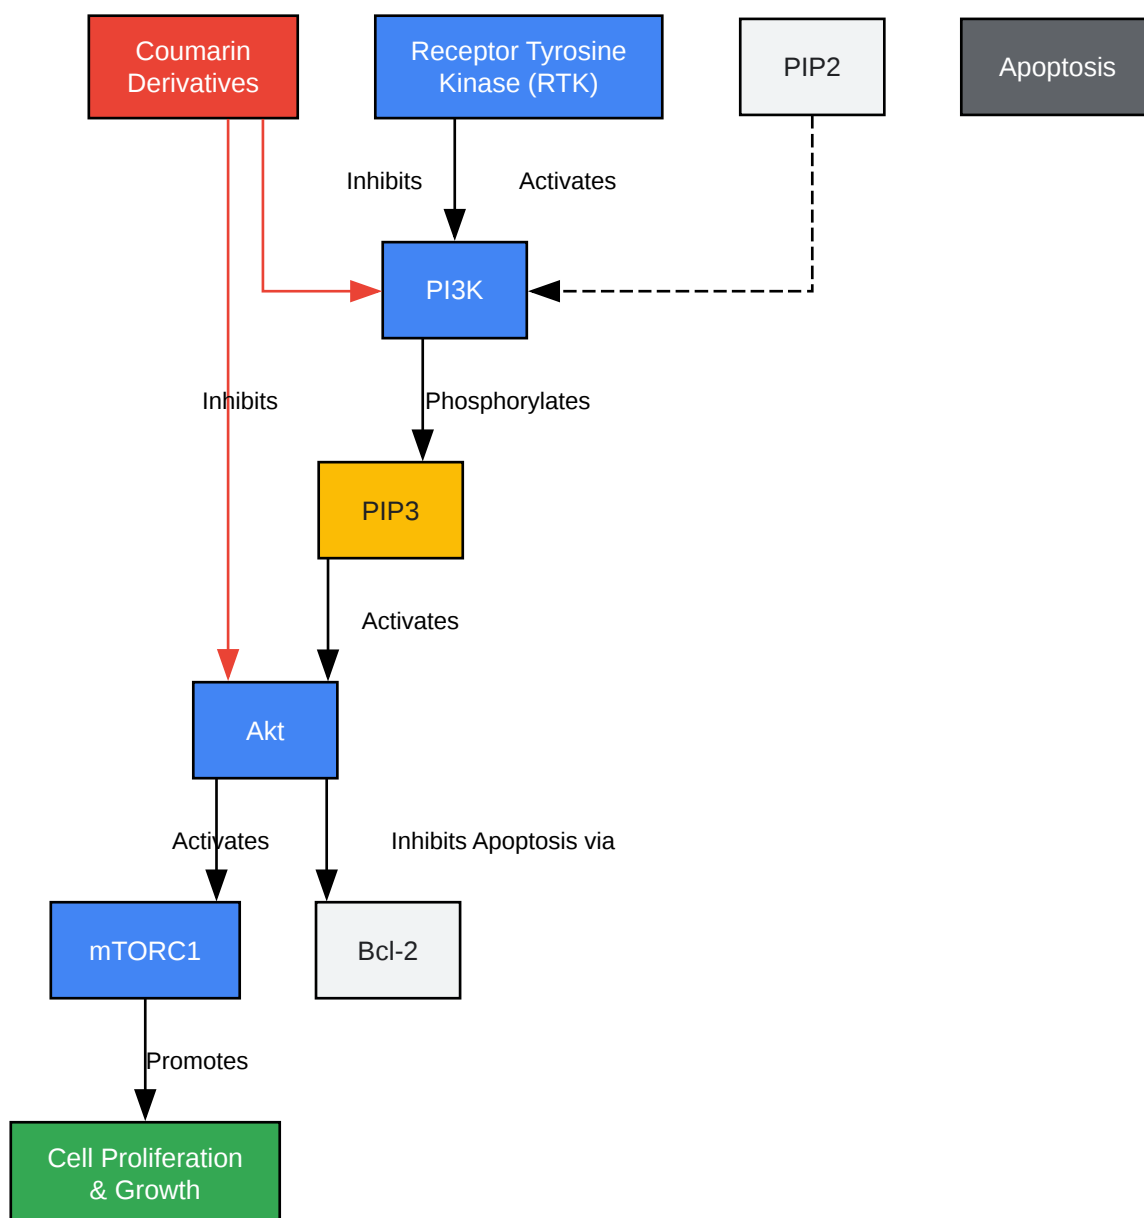 Coumarin
Derivatives
Receptor Tyrosine
Kinase (RTK)
PIP2
Apoptosis
Inhibits
Activates
PI3K
Inhibits
Phosphorylates
PIP3
Activates
Akt
Activates
Inhibits Apoptosis via
mTORC1
Bcl-2
Promotes
Cell Proliferation
& Growth